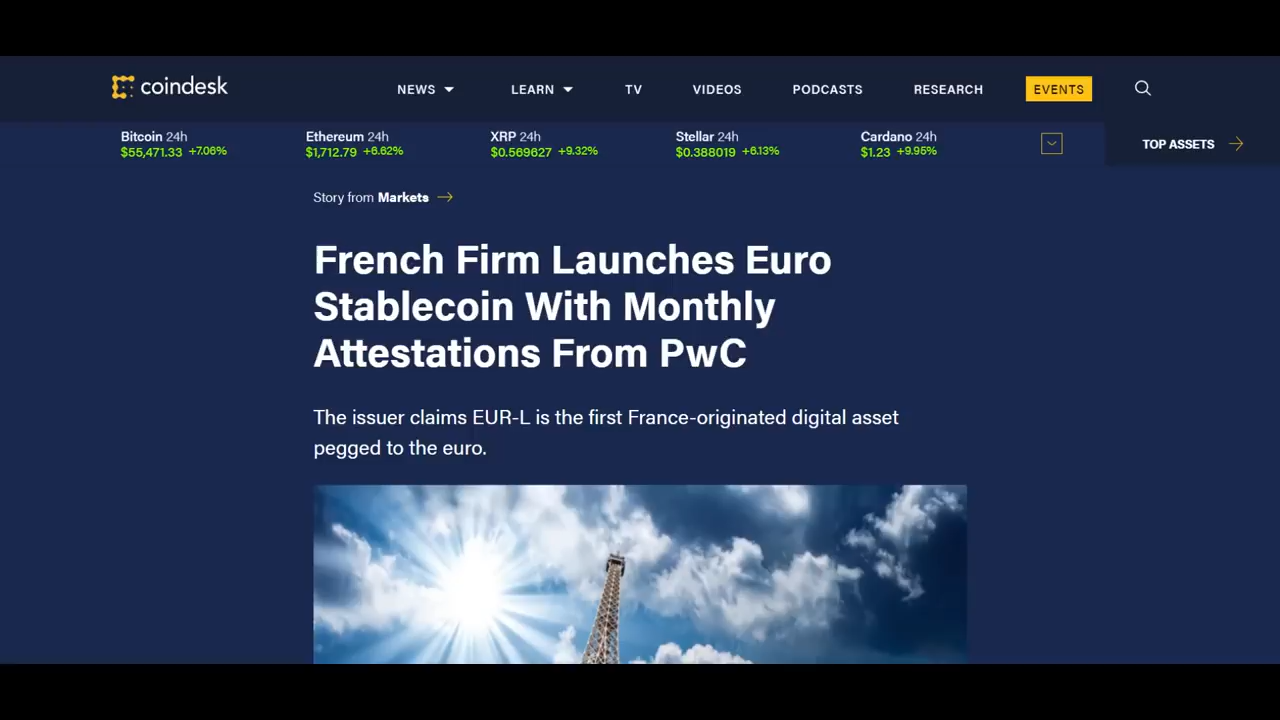 coindesk
NEWS LEARN TV VIDEOS PODCASTS RESEARCH EVENTS
Bitcoin 24h Ethereum 24h XRP 24h Stellar 24h Cardano 24h
$55,471.33 +7.06% $1,712.79 +6.62% $0.569627 +9.32% $0.388019 +6.13% $1.23 +9.95%
TOP ASSETS
Story from Markets
French Firm Launches Euro
Stablecoin With Monthly
Attestations From PwC
The issuer claims EUR-L is the first France-originated digital asset
pegged to the euro.